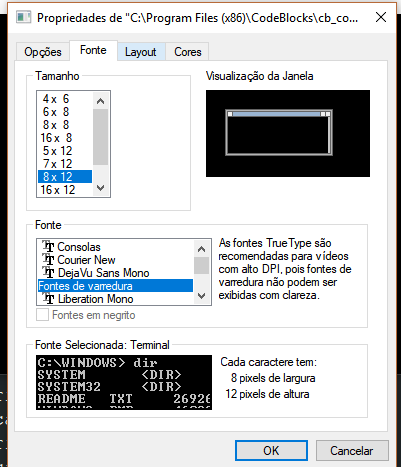 Propriedades de "C:\Program Files (x86)\CodeBlocks\cb_co...
Opções Fonte Layout Cores
Tamanho
4 x 6
6 x 8
8 x 8
16 x 8
5 x 12
7 x 12
8 x 12
16 x 12
Visualização da Janela
Fonte
Consolas
Courier New
DejaVu Sans Mono
Fontes de varredura
Liberation Mono
Fontes em negrito
As fontes TrueType são
recomendadas para vídeos
com alto DPI, pois fontes de
varredura não podem ser
exibidas com clareza.
Fonte Selecionada: Terminal
C:\WINDOWS> dir
SYSTEM <DIR>
SYSTEM32 <DIR>
README TXT 26926
Cada caractere tem:
8 pixels de largura
12 pixels de altura
OK Cancelar